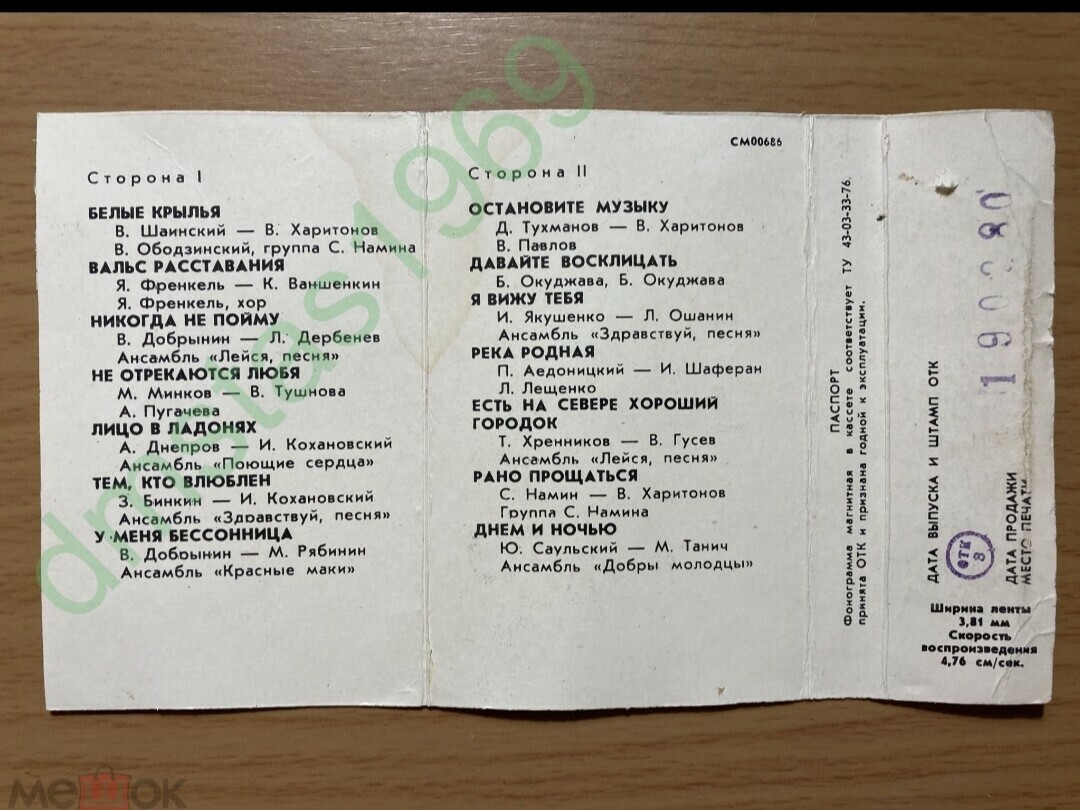 Сторона I
БЕЛЫЕ КРЫЛЬЯ
В. Шаинский — В. Харитонов
В. Ободзинский, группа С. Намина
ВАЛЬС РАССТАВАНИЯ
Я. Френкель — К. Ваншенкин
Я. Френкель, хор
НИКОГДА НЕ ПОЙМУ
В. Добрынин — Л. Дербенев
Ансамбль «Лейся, песня»
НЕ ОТРЕКАЮТСЯ ЛЮБЯ
М. Минков — В. Тушнова
А. Пугачева
ЛИЦО В ЛАДОНЯХ
А. Днепров — И. Кохановский
Ансамбль «Поющие сердца»
ТЕМ, КТО ВЛЮБЛЕН
З. Бинкин — И. Кохановский
Ансамбль «Здравствуй, песня»
У МЕНЯ БЕССОННИЦА
В. Добрынин — М. Рябинин
Ансамбль «Красные маки»
СМ00686
Сторона II
ОСТАНОВИТЕ МУЗЫКУ
Д. Тухманов — В. Харитонов
В. Павлов
ДАВАЙТЕ ВОСКЛИЦАТЬ
Б. Окуджава, Б. Окуджава
Я ВИЖУ ТЕБЯ
И. Якушенко — Л. Ошанин
Ансамбль «Здравствуй, песня»
РЕКА РОДНАЯ
П. Аедоницкий — И. Шаферан
Л. Лещенко
ЕСТЬ НА СЕВЕРЕ ХОРОШИЙ
ГОРОДОК
Т. Хренников — В. Гусев
Ансамбль «Лейся, песня»
РАНО ПРОЩАТЬСЯ
С. Намин — В. Харитонов
Группа С. Намина
ДНЕМ И НОЧЬЮ
Ю. Саульский — М. Танич
Ансамбль «Добры молодцы»
ПАСПОРТ
Фонограмма магнитная в кассете соответствует ТУ 43-03-33-76,
принята ОТК и признана годной к эксплуатации.
ДАТА ВЫПУСКА И ШТАМП ОТК
ОТК
8
ДАТА ПРОДАЖИ
МЕСТО ПЕЧАТИ
Ширина ленты
3,81 мм
Скорость
воспроизведения
4,76 см/сек.
dmstas1969
мешок